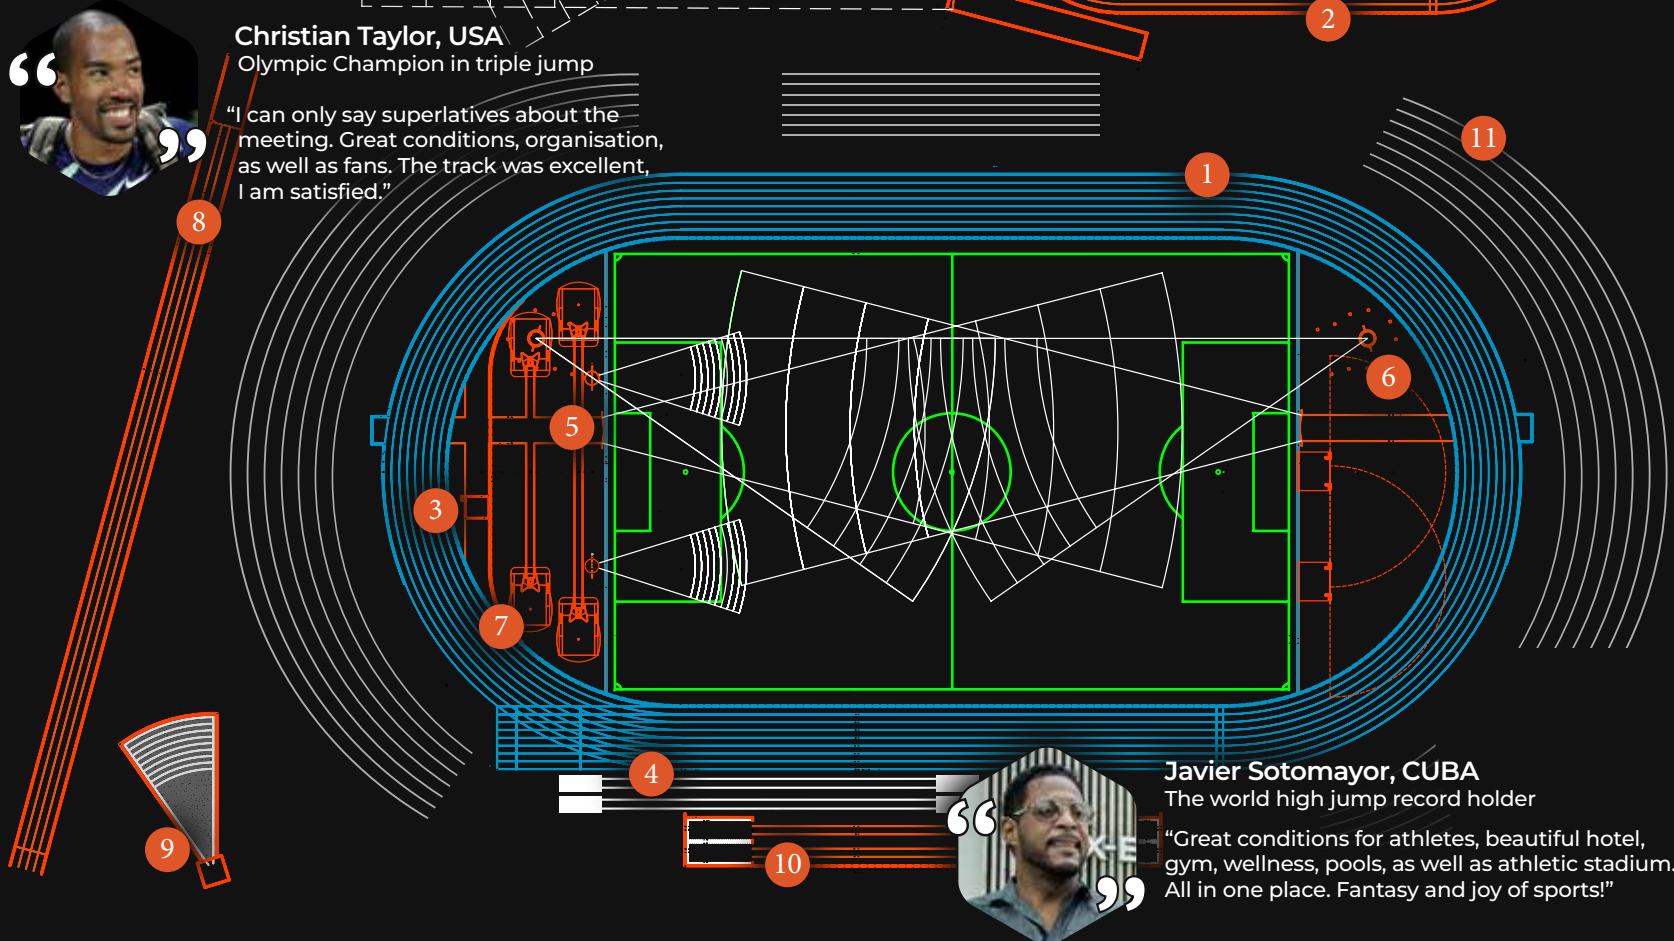 2
Christian Taylor, USA
Olympic Champion in triple jump
“I can only say superlatives about the
meeting. Great conditions, organisation,
as well as fans. The track was excellent,
I am satisfied.”
11
1
8
6
5
3
7
4
Javier Sotomayor, CUBA
The world high jump record holder
“Great conditions for athletes, beautiful hotel,
gym, wellness, pools, as well as athletic stadium.
All in one place. Fantasy and joy of sports!”
9
10
X-E